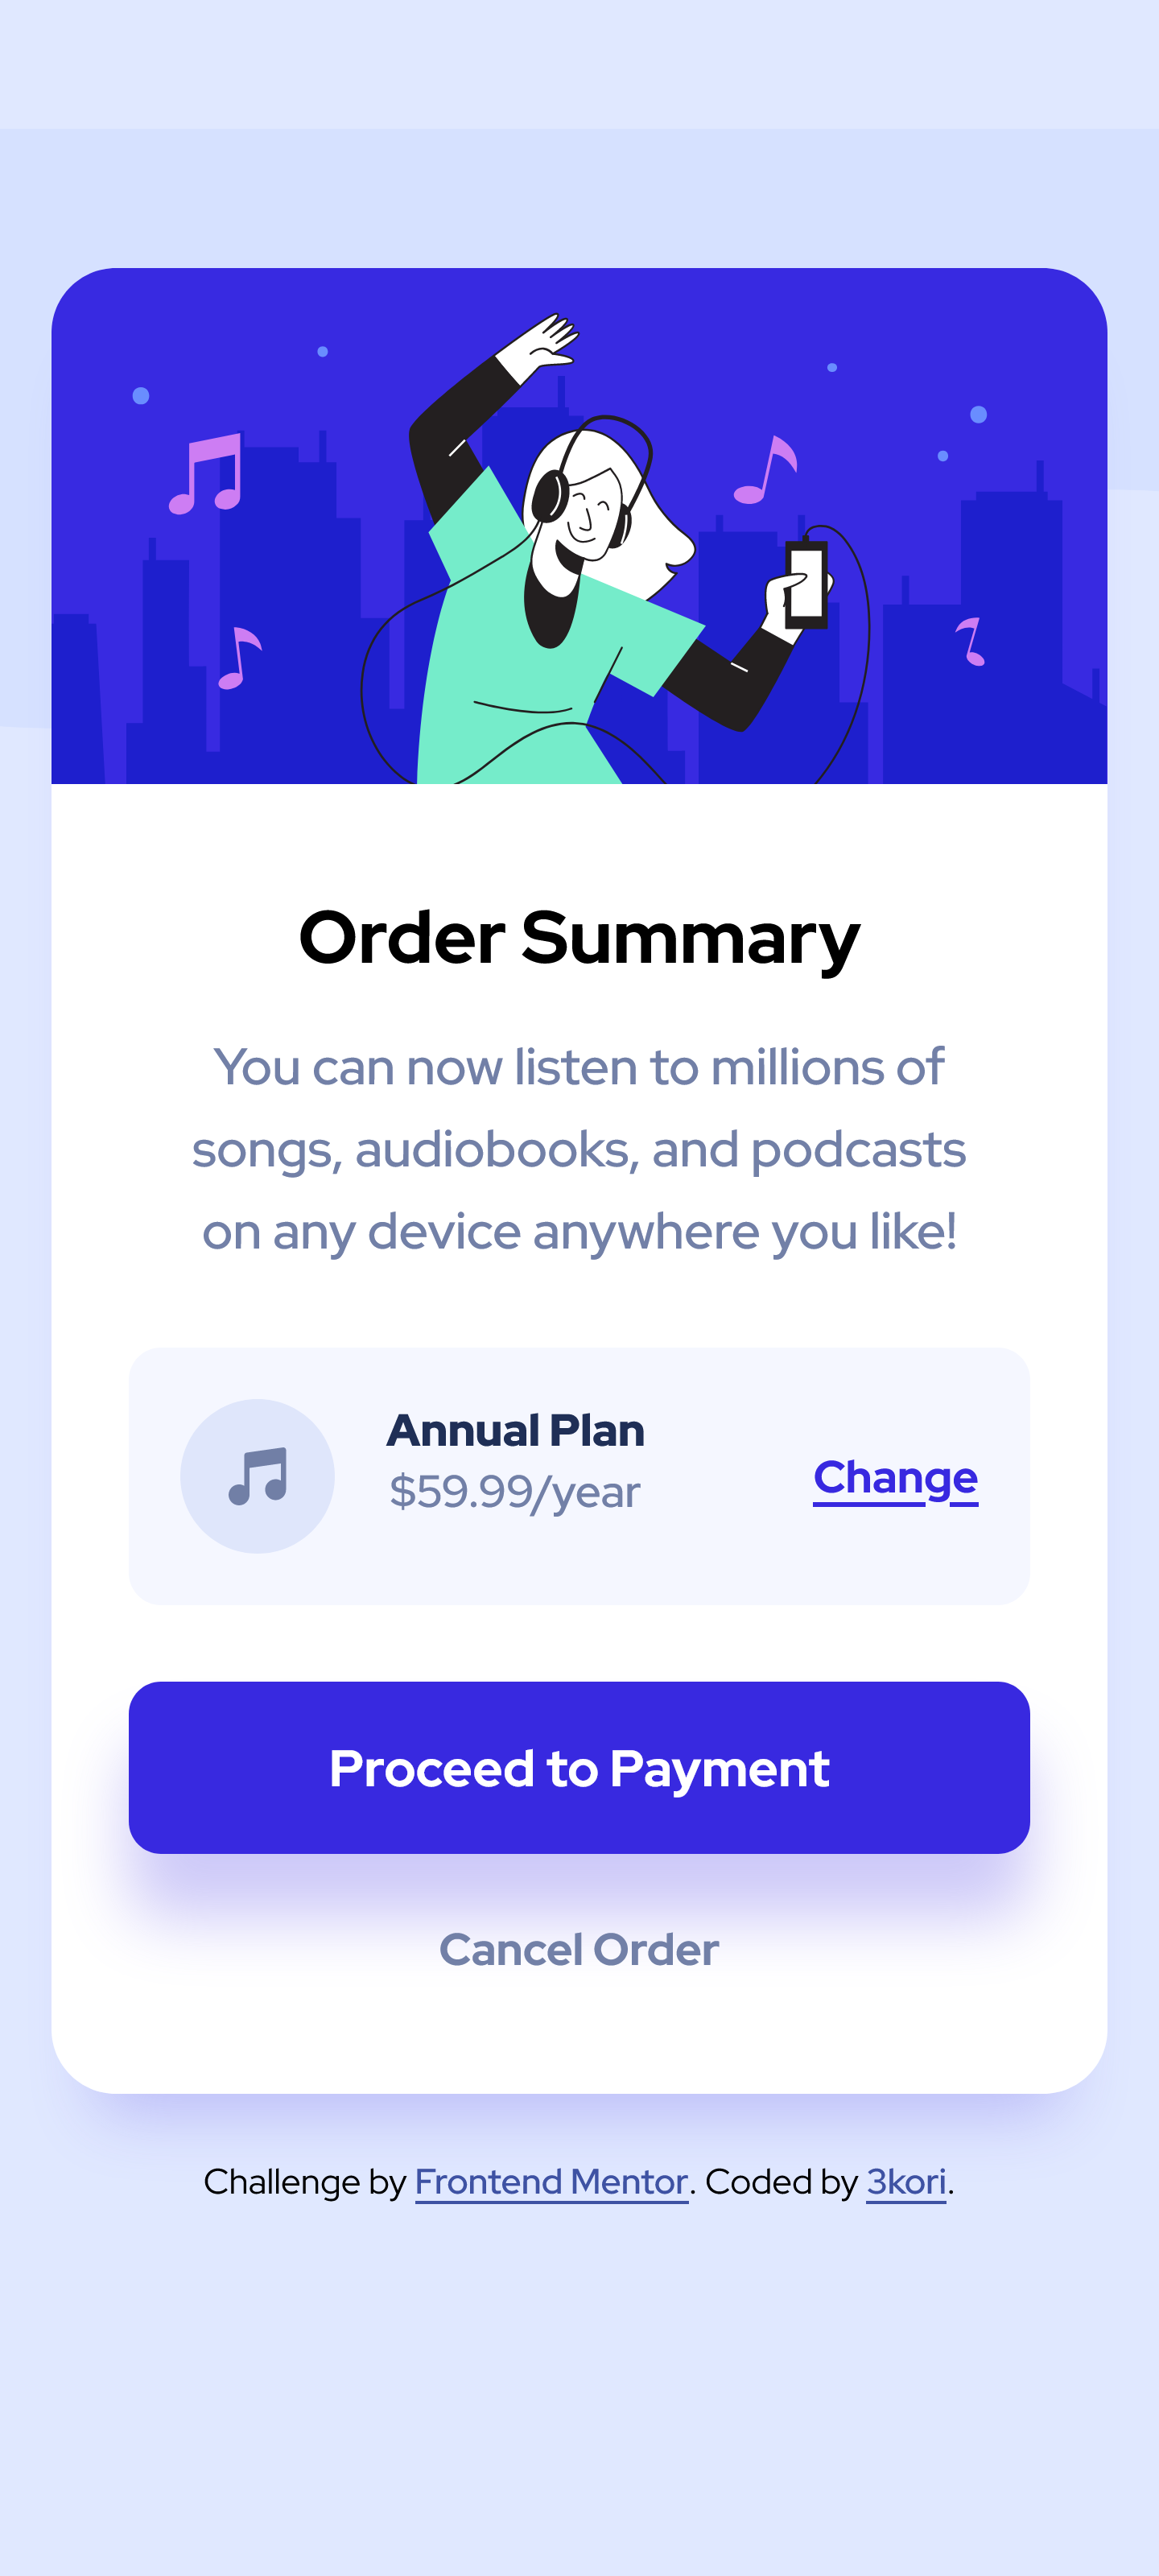 Order Summary
You can now listen to millions of
songs, audiobooks, and podcasts
on any device anywhere you like!
Annual Plan
$59.99/year
Change
Proceed to Payment
Cancel Order
Challenge by Frontend Mentor. Coded by 3kori.